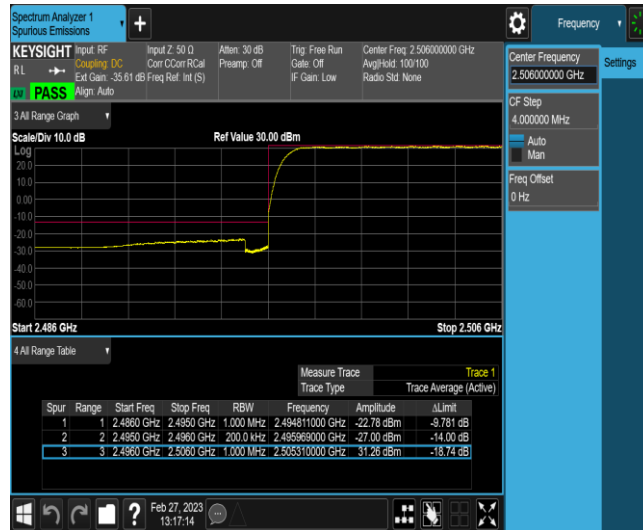 Spectrum Analyzer 1
Spurious Emissions
Frequency
KEYSIGHT Input: RF Input Z: 50 Ω Atten: 30 dB Trig: Free Run Center Freq: 2.506000000 GHz
RL Coupling: DC Corr CCorr RCal Preamp: Off Gate: Off Avg|Hold: 100/100
Ext Gain: -35.61 dB Freq Ref: Int (S) IF Gain: Low Radio Std: None
PASS Align: Auto
Center Frequency
2.506000000 GHz
Settings
CF Step
4.000000 MHz
Auto
Man
Freq Offset
0 Hz
3 All Range Graph
Scale/Div 10.0 dB Ref Value 30.00 dBm
Log
20.0
10.0
0.00
-10.0
-20.0
-30.0
-40.0
-50.0
-60.0
Start 2.486 GHz Stop 2.506 GHz
4 All Range Table
Measure Trace Trace 1
Trace Type Trace Average (Active)
Spur Range Start Freq Stop Freq RBW Frequency Amplitude ΔLimit
1 1 2.4860 GHz 2.4950 GHz 1.000 MHz 2.494811000 GHz -22.78 dBm -9.781 dB
2 2 2.4950 GHz 2.4960 GHz 200.0 kHz 2.495969000 GHz -27.00 dBm -14.00 dB
3 3 2.4960 GHz 2.5060 GHz 1.000 MHz 2.505310000 GHz 31.26 dBm -18.74 dB
? Feb 27, 2023
13:17:14